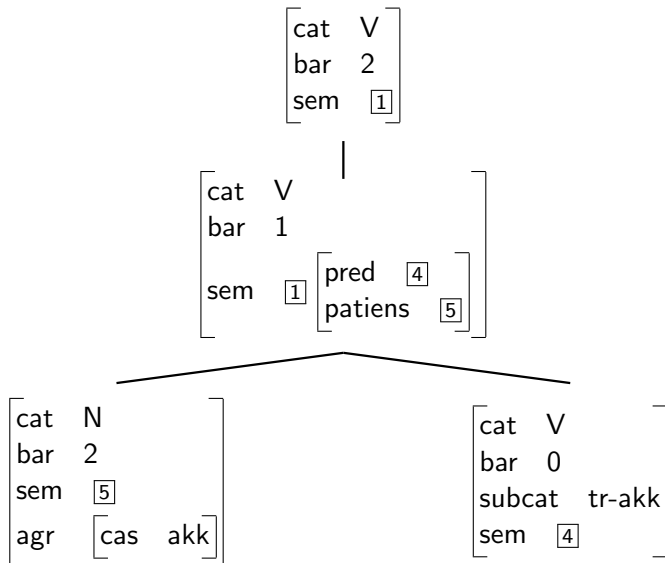 cat V
bar 2
sem 1
cat V
bar 1
sem 1 pred 4
patiens 5
cat N
bar 2
sem 5
agr cas akk
cat V
bar 0
subcat tr-akk
sem 4